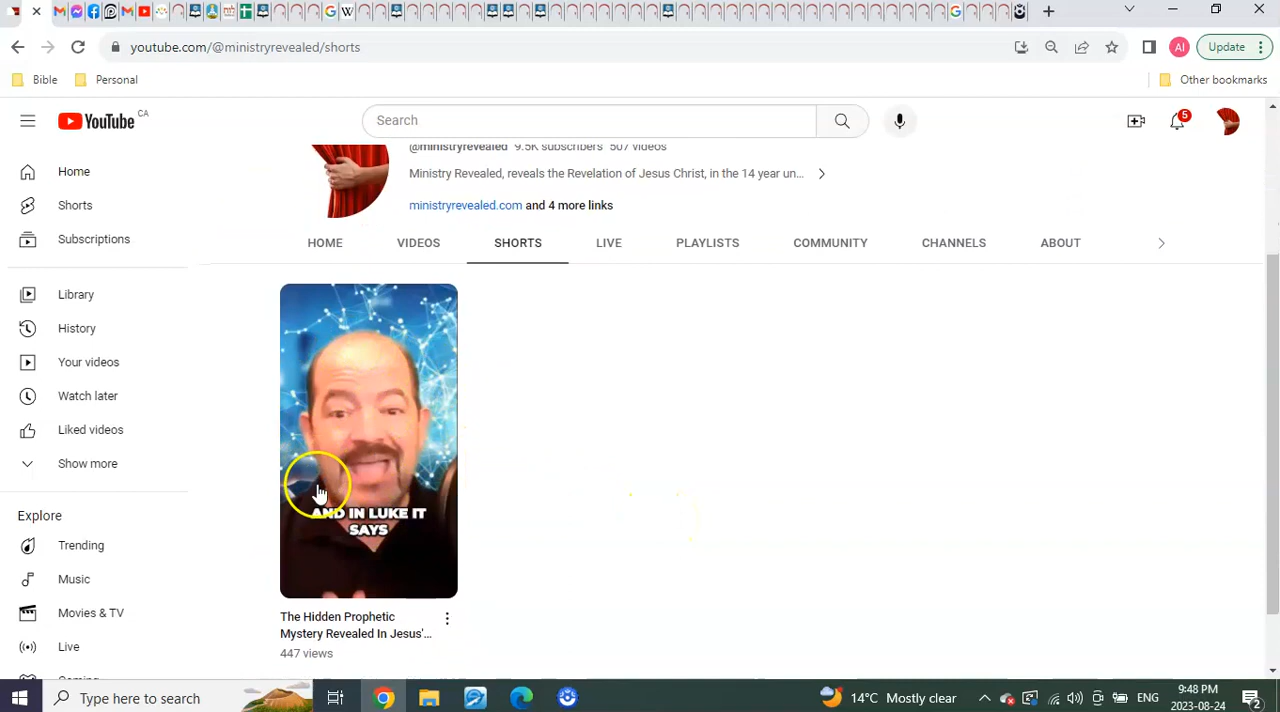 Update
youtube.com/@ministryrevealed/shorts
AI
Bible
Personal
Other bookmarks
YouTube CA
Search
5
@ministryrevealed 9.5K subscribers 507 videos
Ministry Revealed, reveals the Revelation of Jesus Christ, in the 14 year un...
ministryrevealed.com and 4 more links
HOME VIDEOS SHORTS LIVE PLAYLISTS COMMUNITY CHANNELS ABOUT
Home
Shorts
Subscriptions
Library
History
Your videos
Watch later
Liked videos
Show more
Explore
Trending
Music
Movies & TV
Live
AND IN LUKE IT
SAYS
The Hidden Prophetic
Mystery Revealed In Jesus'...
447 views
Type here to search
14°C Mostly clear
ENG
9:48 PM
2023-08-24
2